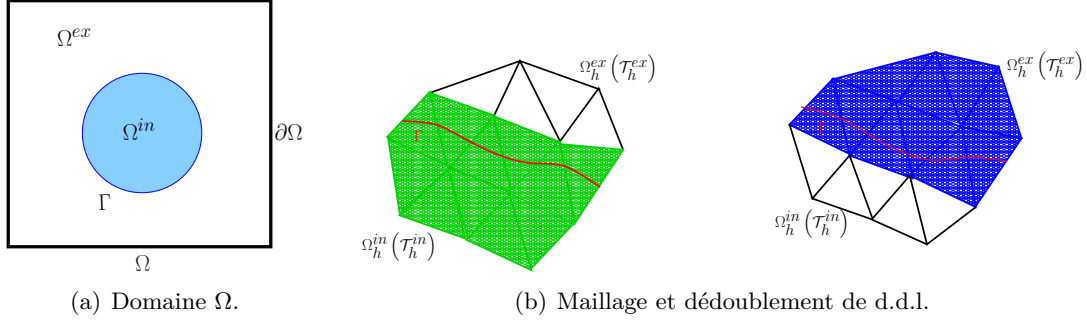 Ω^{ex}
Ω^{in}
∂Ω
Γ
Ω
(a) Domaine Ω.
Ω_h^{ex}(𝒯_h^{ex})
Γ
Ω_h^{in}(𝒯_h^{in})
Ω_h^{ex}(𝒯_h^{ex})
Γ
Ω_h^{in}(𝒯_h^{in})
(b) Maillage et dédoublement de d.d.l.